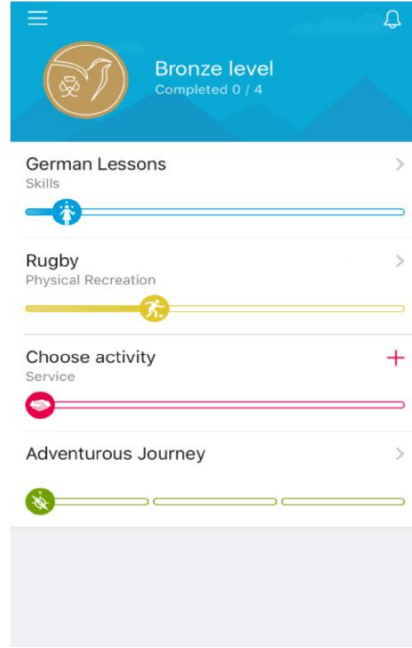 Bronze level
Completed 0 / 4
German Lessons
Skills
Rugby
Physical Recreation
Choose activity
Service
Adventurous Journey